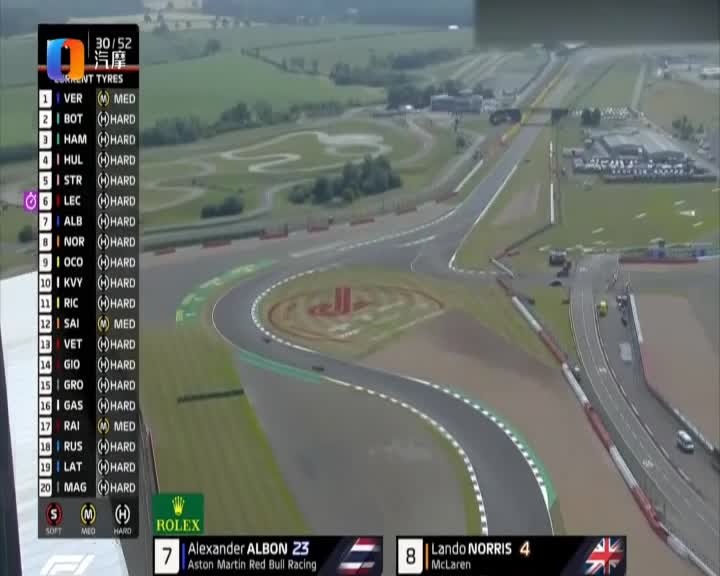 30/52
汽摩
CURRENT TYRES
1 VER M MED
2 BOT H HARD
3 HAM H HARD
4 HUL H HARD
5 STR H HARD
6 LEC H HARD
7 ALB H HARD
8 NOR H HARD
9 OCO H HARD
10 KVY H HARD
11 RIC H HARD
12 SAI M MED
13 VET H HARD
14 GIO H HARD
15 GRO H HARD
16 GAS H HARD
17 RAI M MED
18 RUS H HARD
19 LAT H HARD
20 MAG H HARD
S M H
SOFT MED HARD
ROLEX
7 Alexander ALBON 23
Aston Martin Red Bull Racing
8 Lando NORRIS 4
McLaren
F1